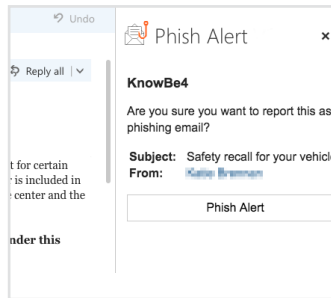 Undo
Phish Alert
×
Reply all
KnowBe4
Are you sure you want to report this as
phishing email?
t for certain
is included in
center and the
Subject: Safety recall for your vehicle
From:
Phish Alert
nder this